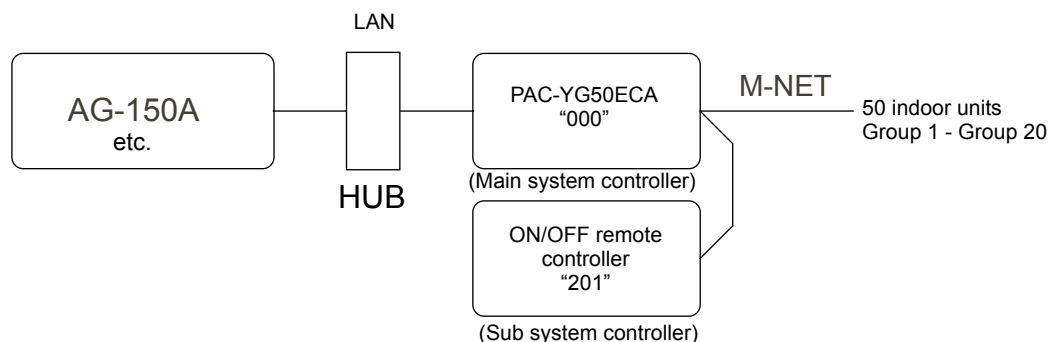 LAN
AG-150A
etc.
HUB
PAC-YG50ECA
“000”
(Main system controller)
M-NET
50 indoor units
Group 1 - Group 20
ON/OFF remote
controller
“201”
(Sub system controller)